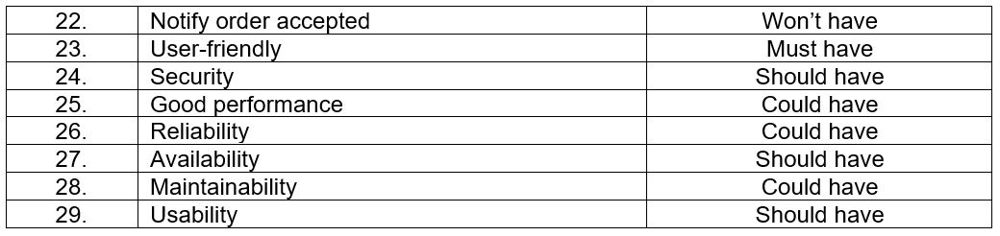 22. Notify order accepted Won’t have
23. User-friendly Must have
24. Security Should have
25. Good performance Could have
26. Reliability Could have
27. Availability Should have
28. Maintainability Could have
29. Usability Should have